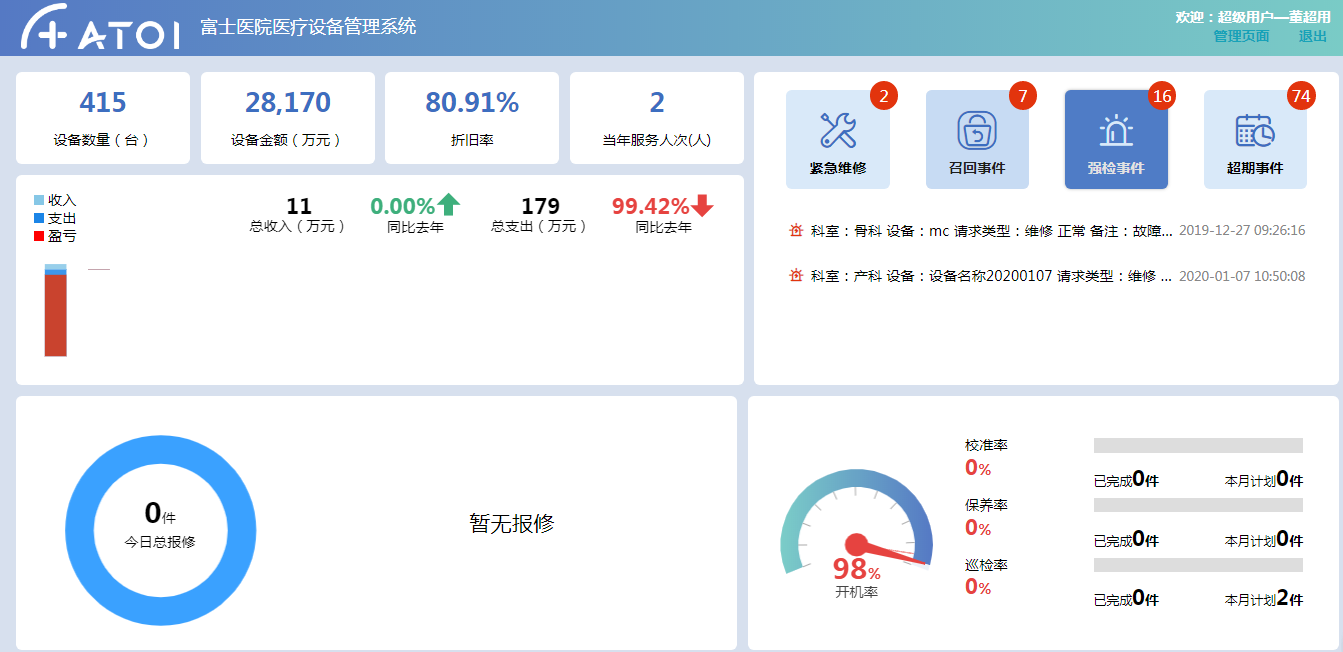 ATOI 富士医院医疗设备管理系统
欢迎：超级用户—董超用
管理页面 退出
415
设备数量（台）
28,170
设备金额（万元）
80.91%
折旧率
2
当年服务人次(人)
收入
支出
盈亏
11
总收入（万元）
0.00%
同比去年
179
总支出（万元）
99.42%
同比去年
2
紧急维修
7
召回事件
16
强检事件
74
超期事件
科室：骨科 设备：mc 请求类型：维修 正常 备注：故障... 2019-12-27 09:26:16
科室：产科 设备：设备名称20200107 请求类型：维修 ... 2020-01-07 10:50:08
0件
今日总报修
暂无报修
98%
开机率
校准率
0%
已完成0件 本月计划0件
保养率
0%
已完成0件 本月计划0件
巡检率
0%
已完成0件 本月计划2件